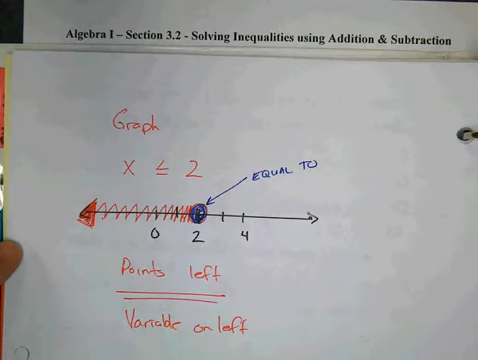 Algebra I – Section 3.2 - Solving Inequalities using Addition & Subtraction
Graph
x ≤ 2
EQUAL TO
0 2 4
Points left
Variable on left